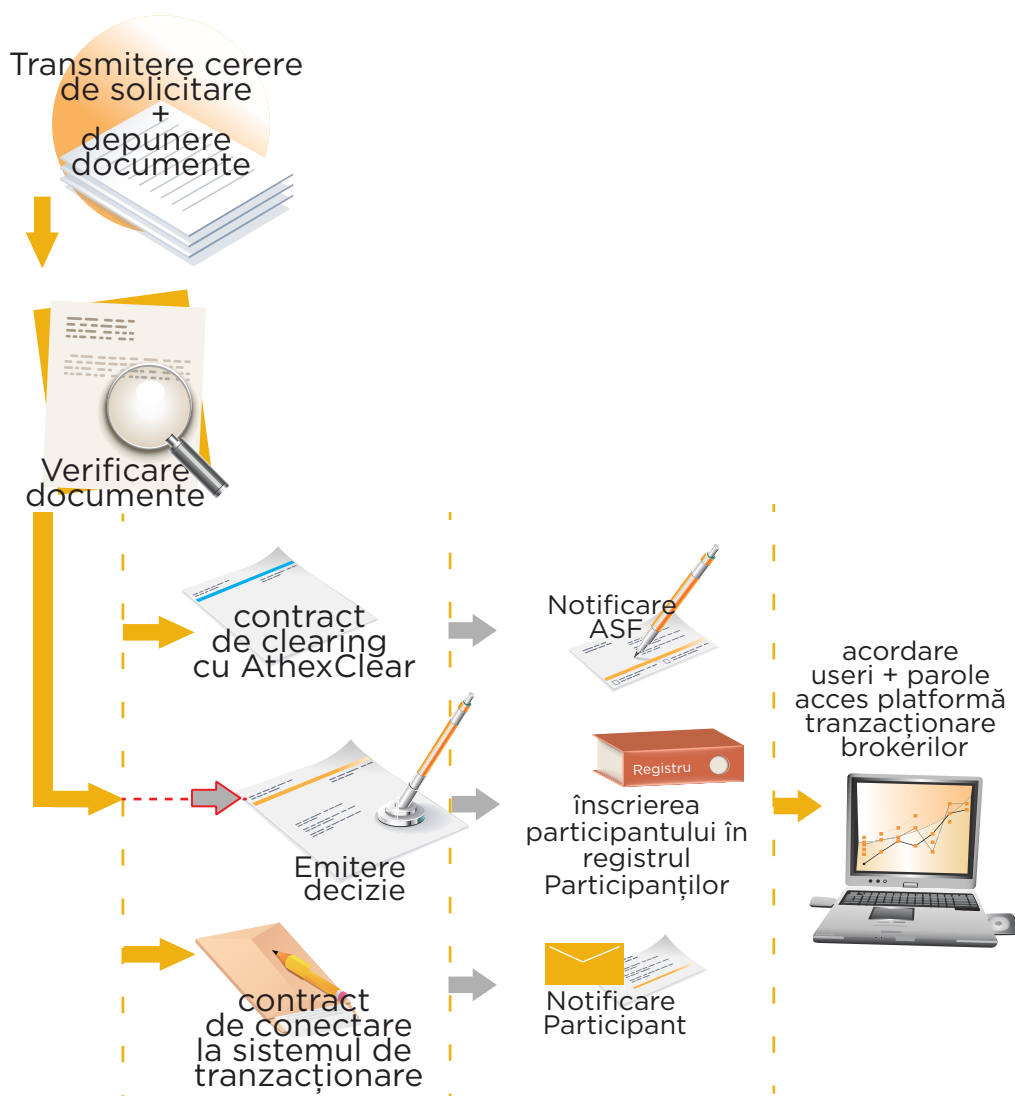 Transmitere cerere
de solicitare
+
depunere
documente
Verificare
documente
contract
de clearing
cu AthexClear
Notificare
ASF
acordare
useri + parole
acces platformă
tranzacționare
brokerilor
Emitere
decizie
Registru
înscrierea
participantului în
registrul
Participanților
contract
de conectare
la sistemul de
tranzacționare
Notificare
Participant